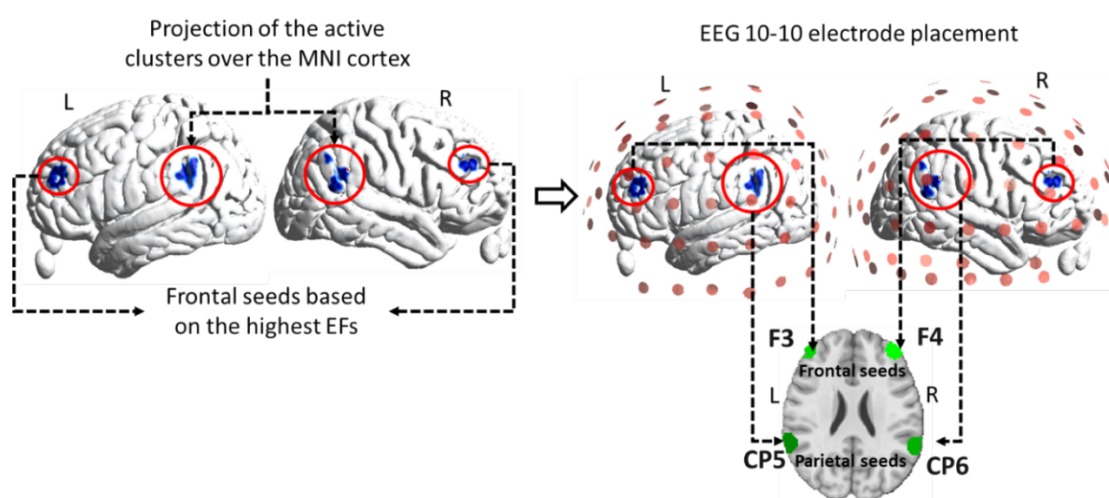 Projection of the active
clusters over the MNI cortex
L
R
Frontal seeds based
on the highest EFs
EEG 10-10 electrode placement
L
R
F3
F4
Frontal seeds
L
R
CP5
Parietal seeds
CP6